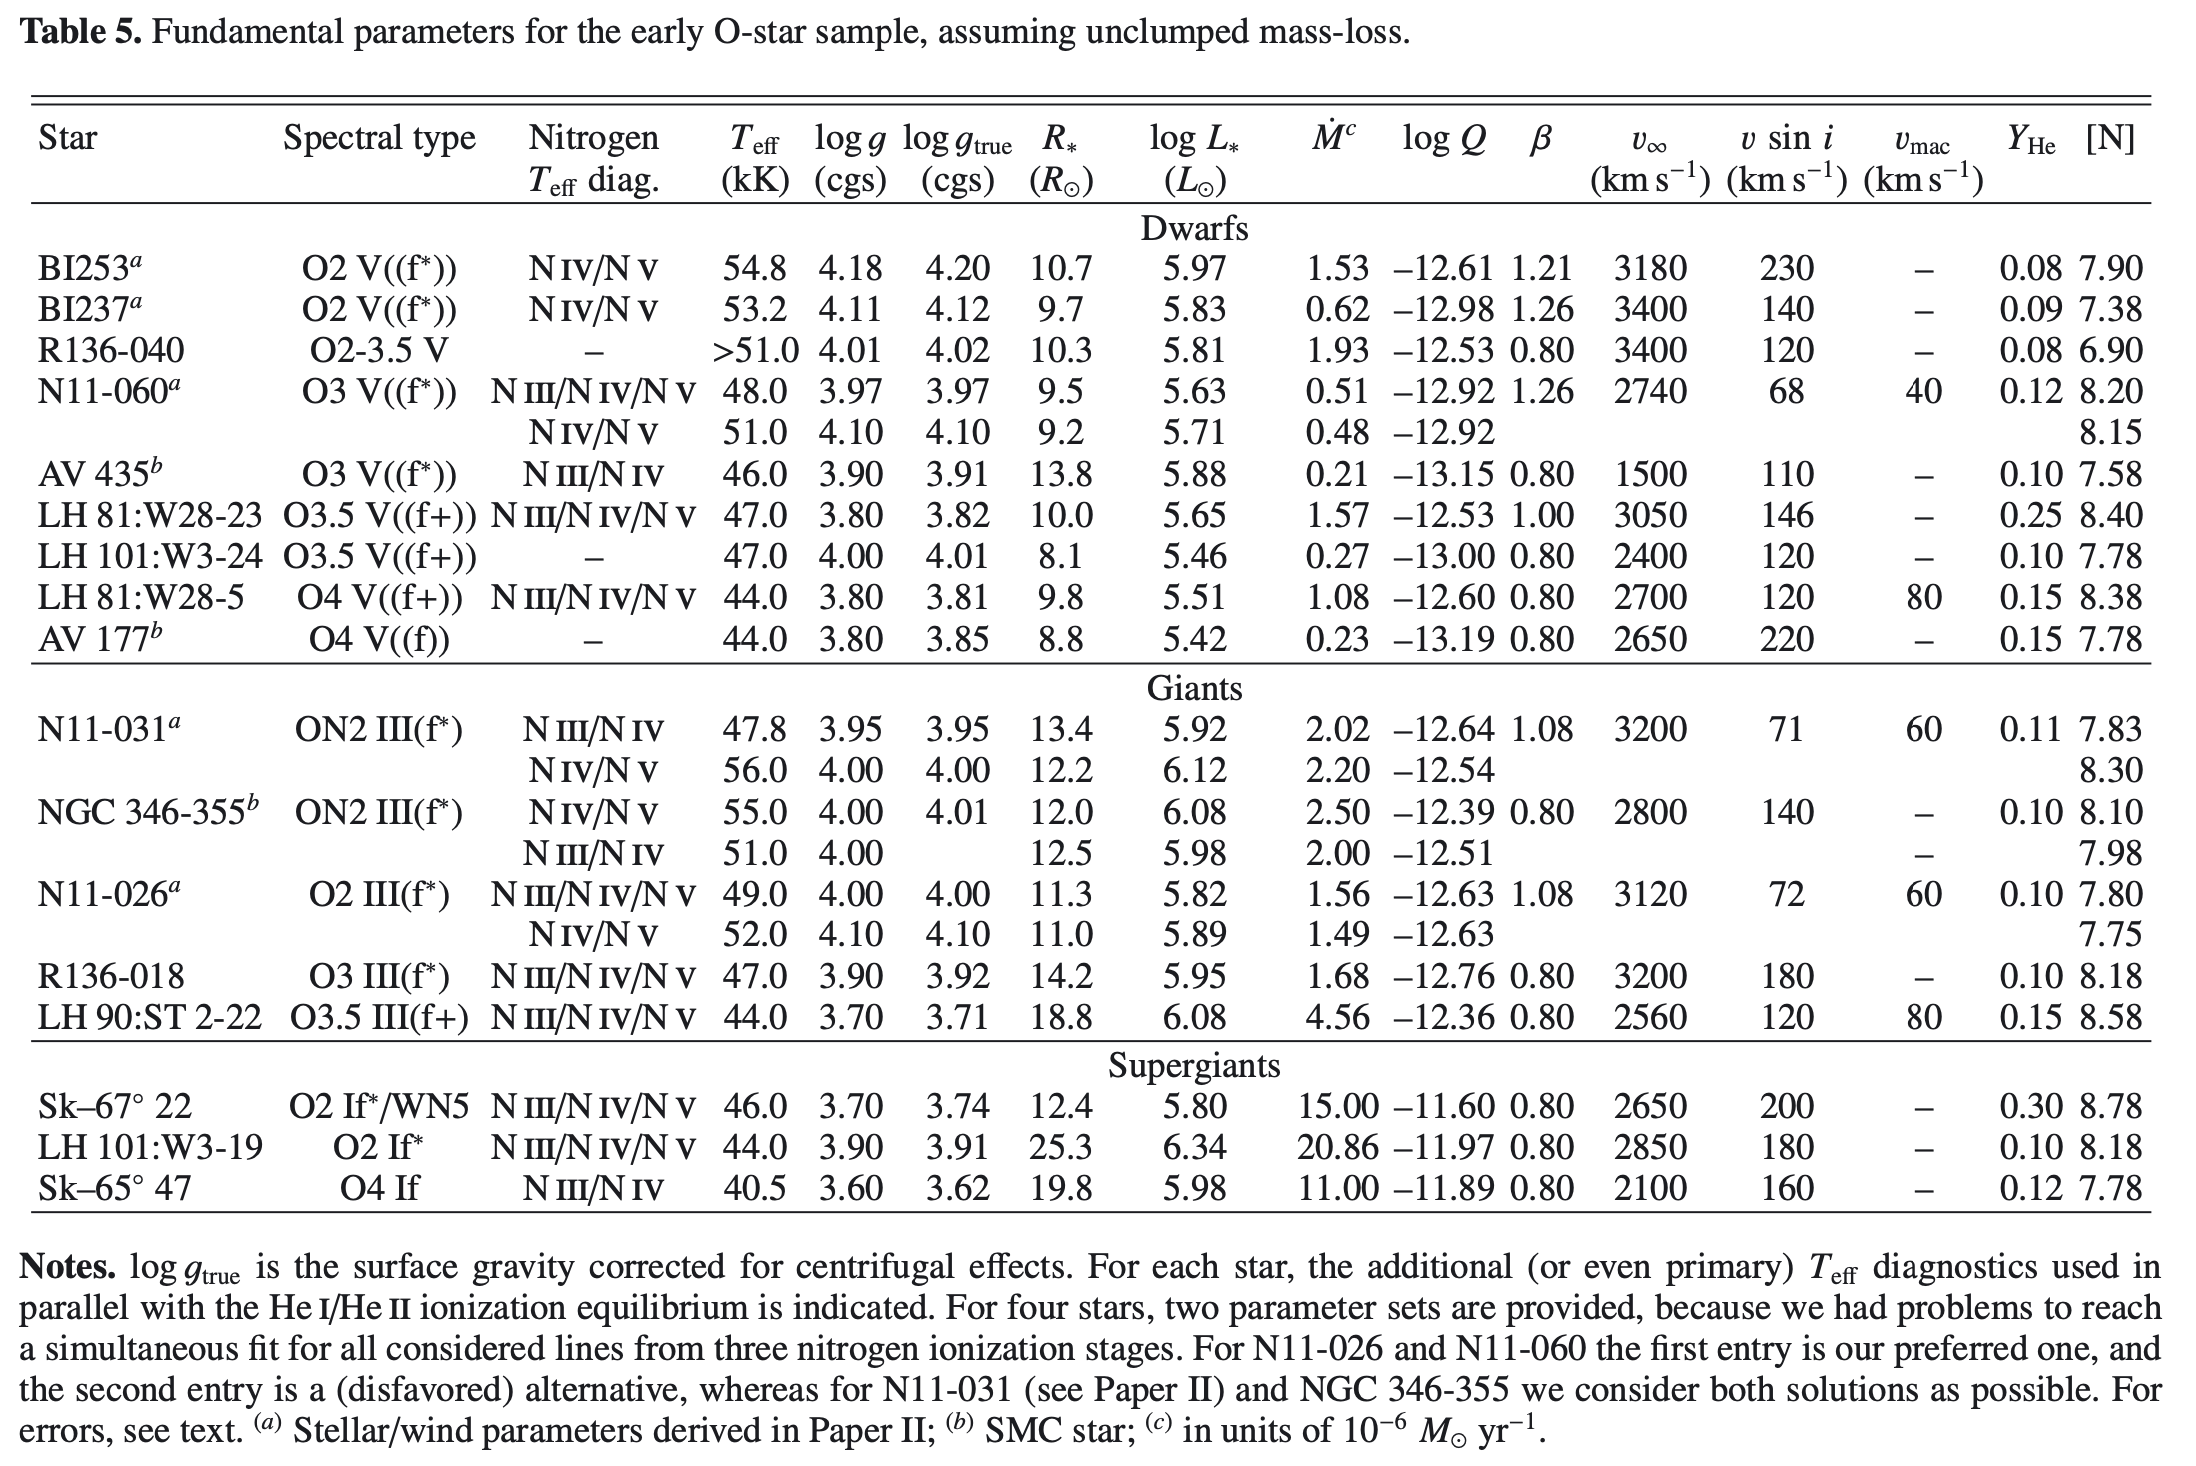 Table 5. Fundamental parameters for the early O-star sample, assuming unclumped mass-loss.
Star Spectral type Nitrogen T_eff log g log g_true R_* log L_* Ṁ^c log Q β v_∞ v sin i v_mac Y_He [N]
T_eff diag. (kK) (cgs) (cgs) (R_⊙) (L_⊙) (km s⁻¹) (km s⁻¹) (km s⁻¹)
Dwarfs
BI253^a O2 V((f*)) N IV/N V 54.8 4.18 4.20 10.7 5.97 1.53 –12.61 1.21 3180 230 – 0.08 7.90
BI237^a O2 V((f*)) N IV/N V 53.2 4.11 4.12 9.7 5.83 0.62 –12.98 1.26 3400 140 – 0.09 7.38
R136-040 O2-3.5 V – >51.0 4.01 4.02 10.3 5.81 1.93 –12.53 0.80 3400 120 – 0.08 6.90
N11-060^a O3 V((f*)) N III/N IV/N V 48.0 3.97 3.97 9.5 5.63 0.51 –12.92 1.26 2740 68 40 0.12 8.20
N IV/N V 51.0 4.10 4.10 9.2 5.71 0.48 –12.92 8.15
AV 435^b O3 V((f*)) N III/N IV 46.0 3.90 3.91 13.8 5.88 0.21 –13.15 0.80 1500 110 – 0.10 7.58
LH 81:W28-23 O3.5 V((f+)) N III/N IV/N V 47.0 3.80 3.82 10.0 5.65 1.57 –12.53 1.00 3050 146 – 0.25 8.40
LH 101:W3-24 O3.5 V((f+)) – 47.0 4.00 4.01 8.1 5.46 0.27 –13.00 0.80 2400 120 – 0.10 7.78
LH 81:W28-5 O4 V((f+)) N III/N IV/N V 44.0 3.80 3.81 9.8 5.51 1.08 –12.60 0.80 2700 120 80 0.15 8.38
AV 177^b O4 V((f)) – 44.0 3.80 3.85 8.8 5.42 0.23 –13.19 0.80 2650 220 – 0.15 7.78
Giants
N11-031^a ON2 III(f*) N III/N IV 47.8 3.95 3.95 13.4 5.92 2.02 –12.64 1.08 3200 71 60 0.11 7.83
N IV/N V 56.0 4.00 4.00 12.2 6.12 2.20 –12.54 8.30
NGC 346-355^b ON2 III(f*) N IV/N V 55.0 4.00 4.01 12.0 6.08 2.50 –12.39 0.80 2800 140 – 0.10 8.10
N III/N IV 51.0 4.00 12.5 5.98 2.00 –12.51 – 7.98
N11-026^a O2 III(f*) N III/N IV/N V 49.0 4.00 4.00 11.3 5.82 1.56 –12.63 1.08 3120 72 60 0.10 7.80
N IV/N V 52.0 4.10 4.10 11.0 5.89 1.49 –12.63 7.75
R136-018 O3 III(f*) N III/N IV/N V 47.0 3.90 3.92 14.2 5.95 1.68 –12.76 0.80 3200 180 – 0.10 8.18
LH 90:ST 2-22 O3.5 III(f+) N III/N IV/N V 44.0 3.70 3.71 18.8 6.08 4.56 –12.36 0.80 2560 120 80 0.15 8.58
Supergiants
Sk–67° 22 O2 If*/WN5 N III/N IV/N V 46.0 3.70 3.74 12.4 5.80 15.00 –11.60 0.80 2650 200 – 0.30 8.78
LH 101:W3-19 O2 If* N III/N IV/N V 44.0 3.90 3.91 25.3 6.34 20.86 –11.97 0.80 2850 180 – 0.10 8.18
Sk–65° 47 O4 If N III/N IV 40.5 3.60 3.62 19.8 5.98 11.00 –11.89 0.80 2100 160 – 0.12 7.78
Notes. log g_true is the surface gravity corrected for centrifugal effects. For each star, the additional (or even primary) T_eff diagnostics used in
parallel with the He I/He II ionization equilibrium is indicated. For four stars, two parameter sets are provided, because we had problems to reach
a simultaneous fit for all considered lines from three nitrogen ionization stages. For N11-026 and N11-060 the first entry is our preferred one, and
the second entry is a (disfavored) alternative, whereas for N11-031 (see Paper II) and NGC 346-355 we consider both solutions as possible. For
errors, see text. ^(a) Stellar/wind parameters derived in Paper II; ^(b) SMC star; ^(c) in units of 10⁻⁶ M_⊙ yr⁻¹.